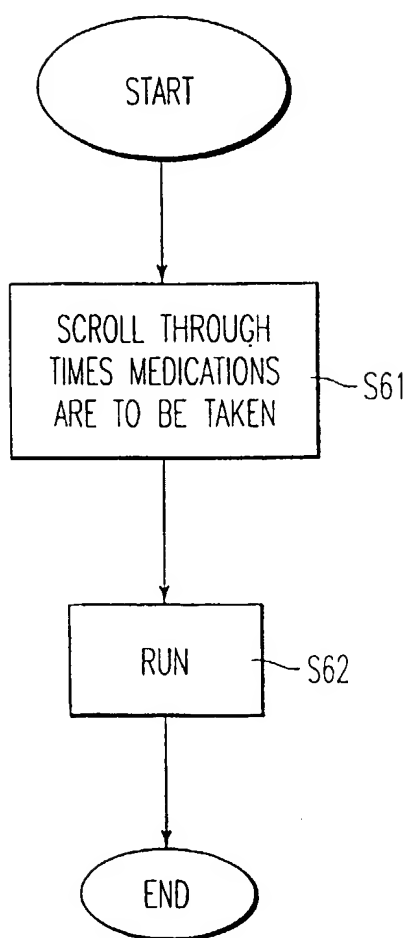 START
SCROLL THROUGH
TIMES MEDICATIONS
ARE TO BE TAKEN
S61
RUN
S62
END